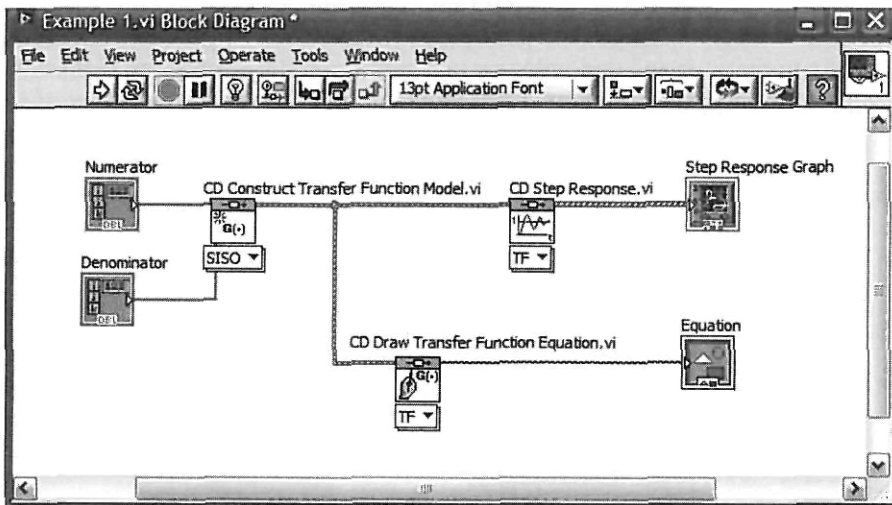 Example 1.vi Block Diagram *
File Edit View Project Operate Tools Window Help
13pt Application Font
1
Numerator
DBL
CD Construct Transfer Function Model.vi
G(·)
SISO
Denominator
DBL
CD Step Response.vi
1
t
TF
Step Response Graph
CD Draw Transfer Function Equation.vi
G(·)
TF
Equation